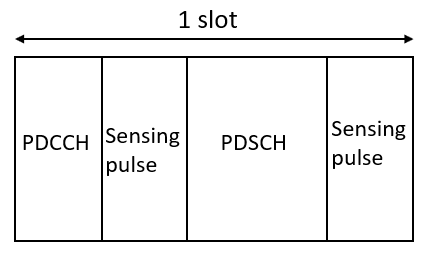 1 slot
PDCCH
Sensing
pulse
PDSCH
Sensing
pulse